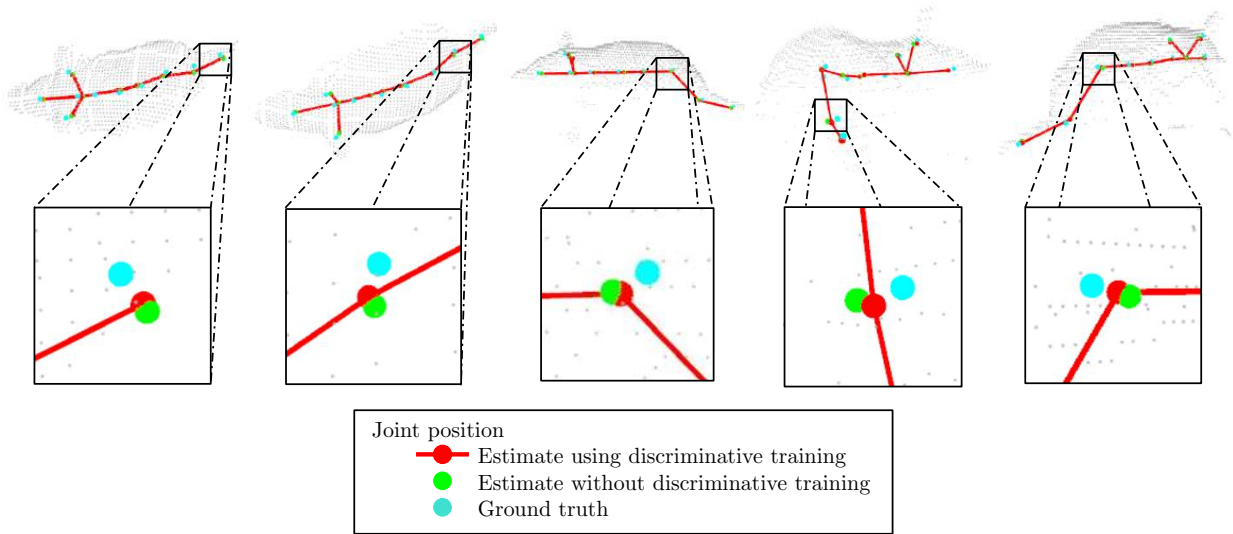 Joint position
Estimate using discriminative training
Estimate without discriminative training
Ground truth